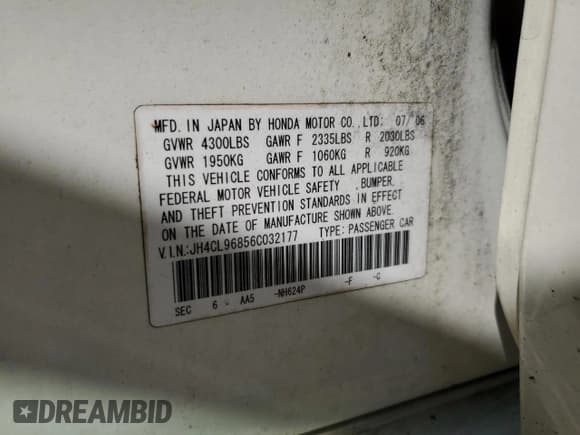 MFD. IN JAPAN BY HONDA MOTOR CO.,LTD: 07/06
GVWR 4300LBS GAWR F 2335LBS R 2030LBS
GVWR 1950KG GAWR F 1060KG R 920KG
THIS VEHICLE CONFORMS TO ALL APPLICABLE
FEDERAL MOTOR VEHICLE SAFETY ,BUMPER,
AND THEFT PREVENTION STANDARDS IN EFFECT
ON THE DATE OF MANUFACTURE SHOWN ABOVE.
V.I.N.:JH4CL96856C032177 TYPE: PASSENGER CAR
SEC 6 - AA5 -NH624P -F -C
DREAMBID